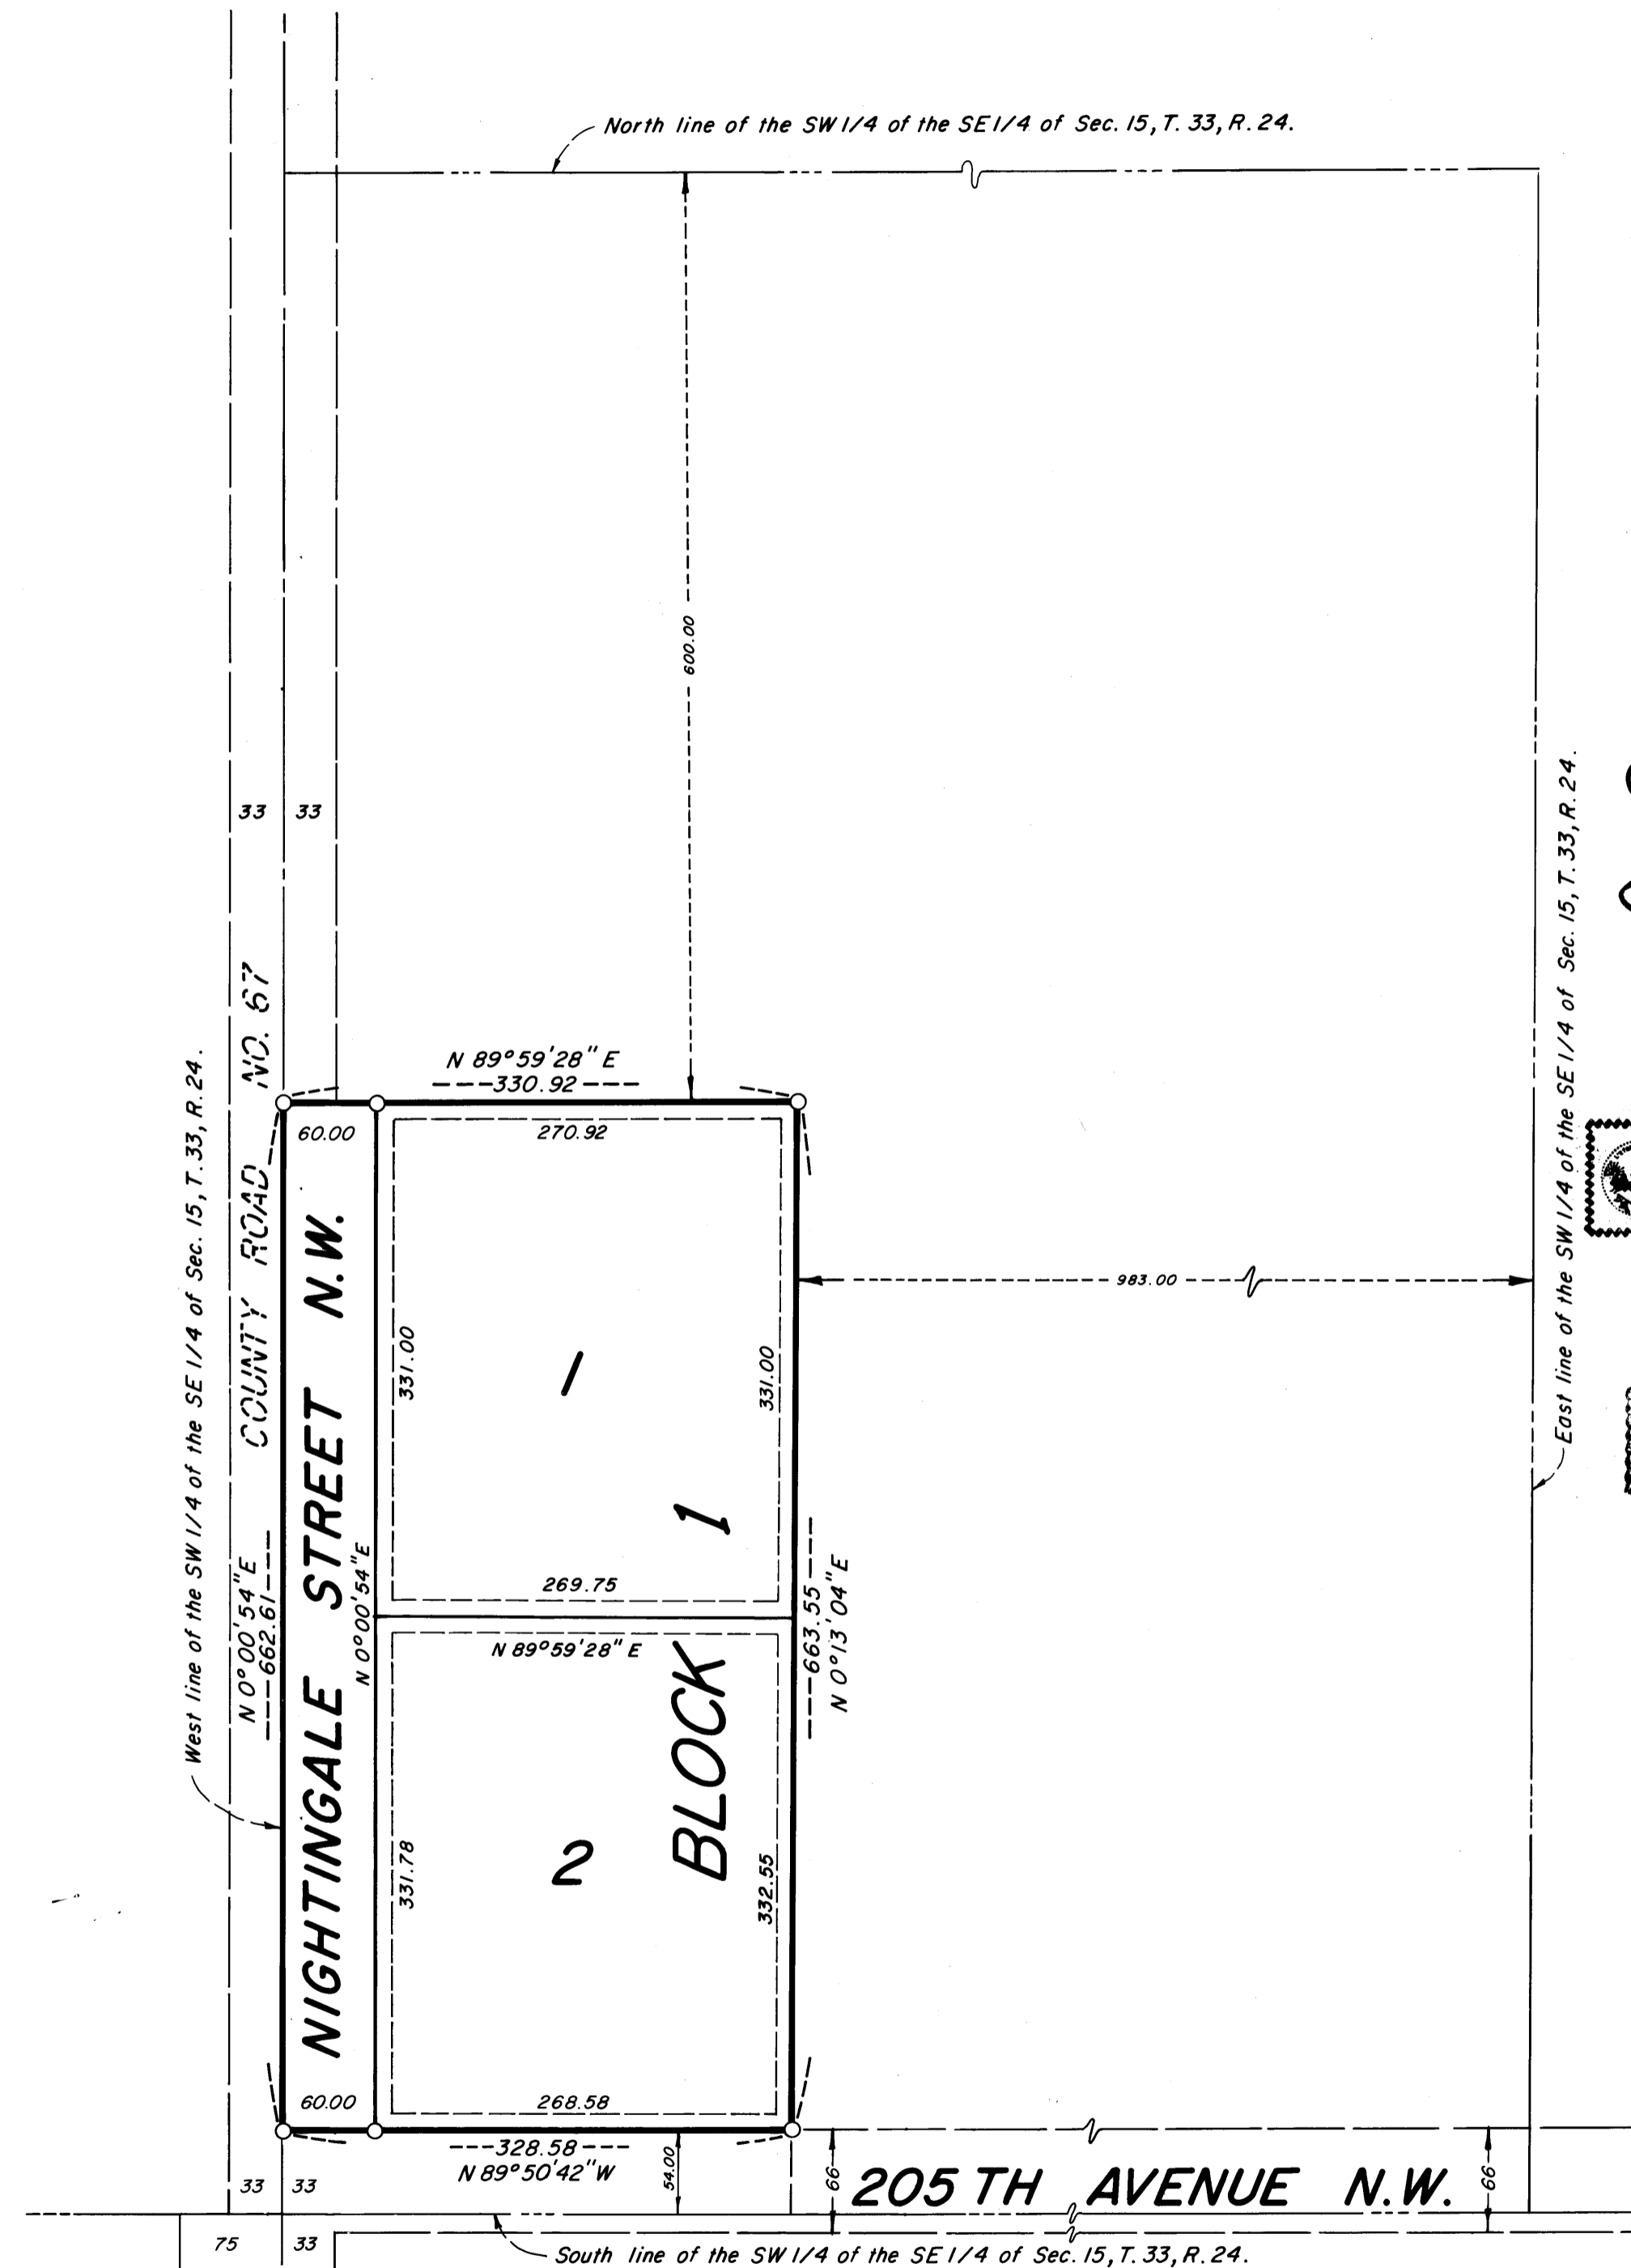 North line of the SW 1/4 of the SE 1/4 of Sec. 15, T. 33, R. 24.
600.00
33 33
COUNTY ROAD NO. 67
N 89°59'28" E
330.92
60.00
270.92
West line of the SW 1/4 of the SE 1/4 of Sec. 15, T. 33, R. 24.
East line of the SW 1/4 of the SE 1/4 of Sec. 15, T. 33, R. 24.
983.00
NIGHTINGALE STREET N.W.
331.00
1
331.00
N 0°00'54" E
662.61
N 0°00'54" E
269.75
663.55
N 0°13'04" E
N 89°59'28" E
BLOCK 1
331.78
2
332.55
60.00
268.58
328.58
N 89°50'42" W
54.00
33 33
66
205TH AVENUE N.W.
66
75 33
South line of the SW 1/4 of the SE 1/4 of Sec. 15, T. 33, R. 24.